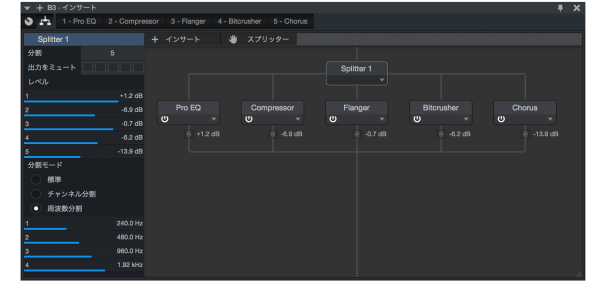 B3 - インサート
1 - Pro EQ 2 - Compressor 3 - Flanger 4 - Bitcrusher 5 - Chorus
Splitter 1 + インサート スプリッター
分割 5
出力をミュート
レベル
1 +1.2 dB
2 -6.9 dB
3 -0.7 dB
4 -6.2 dB
5 -13.9 dB
分割モード
標準
チャンネル分割
周波数分割
1 240.0 Hz
2 480.0 Hz
3 960.0 Hz
4 1.92 kHz
Splitter 1
Pro EQ Compressor Flanger Bitcrusher Chorus
+1.2 dB -6.9 dB -0.7 dB -6.2 dB -13.9 dB